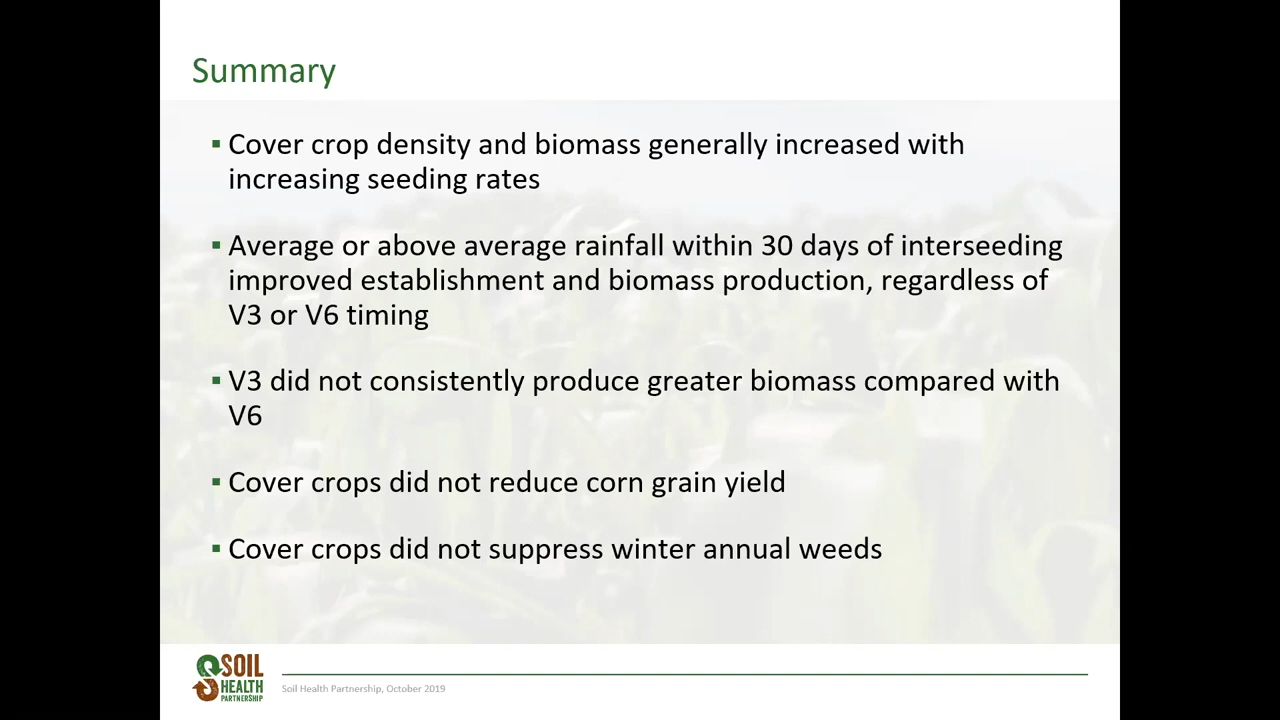 Summary
▪ Cover crop density and biomass generally increased with
increasing seeding rates
▪ Average or above average rainfall within 30 days of interseeding
improved establishment and biomass production, regardless of
V3 or V6 timing
▪ V3 did not consistently produce greater biomass compared with
V6
▪ Cover crops did not reduce corn grain yield
▪ Cover crops did not suppress winter annual weeds
SOIL
HEALTH
PARTNERSHIP
Soil Health Partnership, October 2019